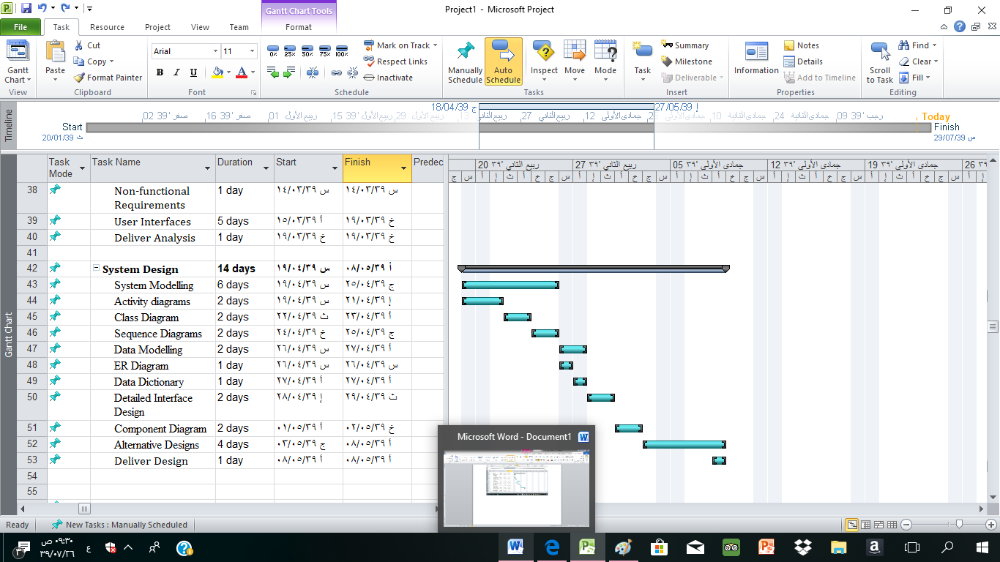 Project1 - Microsoft Project
Gantt Chart Tools
File Task Resource Project View Team Format
Gantt Chart
View
Paste
Cut
Copy
Format Painter
Clipboard
Arial 11
B I U A
Font
0% 25% 50% 75% 100%
Mark on Track
Respect Links
Inactivate
Schedule
Manually Schedule
Auto Schedule
Inspect
Move
Mode
Tasks
Task
Summary
Milestone
Deliverable
Insert
Information
Notes
Details
Add to Timeline
Properties
Scroll to Task
Find
Clear
Fill
Editing
Timeline
ج 18/04/39
إ 27/05/39
صفر '39 02
صفر '39 16
ربيع الأول 01
ربيع الأول '39 15
ربيع الأول 29
ربيع الثاني 13
ربيع الثاني 27
جمادى الأولى 12
جمادى الثانية 10
جمادى الثانية 24
رجب '39 09
Today
Start
ث 20/01/39
Finish
س 29/07/39
Gantt Chart
Task Mode Task Name Duration Start Finish Predec
ربيع الثاني '٣٩ 20
ربيع الثاني '٣٩ 27
جمادى الأولى '٣٩ 05
جمادى الأولى '٣٩ 12
جمادى الأولى '٣٩ 19
26 ٣٩
38 Non-functional Requirements 1 day س ١٤/٠٣/٣٩ س ١٤/٠٣/٣٩
39 User Interfaces 5 days أ ١٥/٠٣/٣٩ خ ١٩/٠٣/٣٩
40 Deliver Analysis 1 day خ ١٩/٠٣/٣٩ خ ١٩/٠٣/٣٩
41
42 System Design 14 days س ١٩/٠٤/٣٩ أ ٠٨/٠٥/٣٩
43 System Modelling 6 days س ١٩/٠٤/٣٩ ج ٢٥/٠٤/٣٩
44 Activity diagrams 2 days س ١٩/٠٤/٣٩ إ ٢١/٠٤/٣٩
45 Class Diagram 2 days ث ٢٢/٠٤/٣٩ أ ٢٣/٠٤/٣٩
46 Sequence Diagrams 2 days خ ٢٤/٠٤/٣٩ ج ٢٥/٠٤/٣٩
47 Data Modelling 2 days س ٢٦/٠٤/٣٩ أ ٢٧/٠٤/٣٩
48 ER Diagram 1 day س ٢٦/٠٤/٣٩ س ٢٦/٠٤/٣٩
49 Data Dictionary 1 day أ ٢٧/٠٤/٣٩ أ ٢٧/٠٤/٣٩
50 Detailed Interface Design 2 days إ ٢٨/٠٤/٣٩ ث ٢٩/٠٤/٣٩
51 Component Diagram 2 days أ ٠١/٠٥/٣٩ خ ٠٢/٠٥/٣٩
52 Alternative Designs 4 days ج ٠٣/٠٥/٣٩ أ ٠٨/٠٥/٣٩
53 Deliver Design 1 day أ ٠٨/٠٥/٣٩ أ ٠٨/٠٥/٣٩
54
55
Microsoft Word - Document1
Ready
New Tasks : Manually Scheduled
٠٩:٣٠ ص
٣٩/٠٧/٢٦
ع
٣